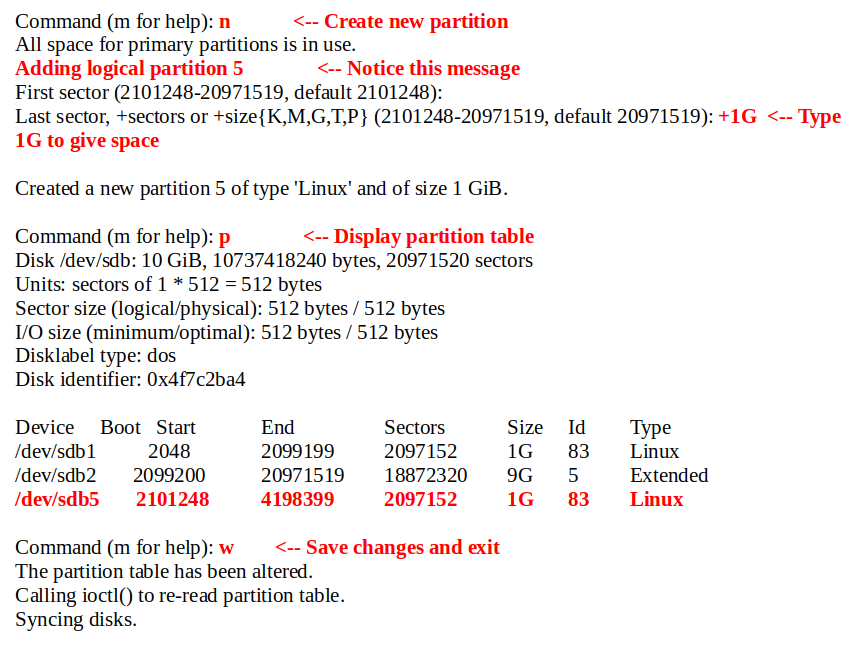 Command (m for help): n <-- Create new partition
All space for primary partitions is in use.
Adding logical partition 5 <-- Notice this message
First sector (2101248-20971519, default 2101248):
Last sector, +sectors or +size{K,M,G,T,P} (2101248-20971519, default 20971519): +1G <-- Type
1G to give space
Created a new partition 5 of type 'Linux' and of size 1 GiB.
Command (m for help): p <-- Display partition table
Disk /dev/sdb: 10 GiB, 10737418240 bytes, 20971520 sectors
Units: sectors of 1 * 512 = 512 bytes
Sector size (logical/physical): 512 bytes / 512 bytes
I/O size (minimum/optimal): 512 bytes / 512 bytes
Disklabel type: dos
Disk identifier: 0x4f7c2ba4
Device Boot Start End Sectors Size Id Type
/dev/sdb1 2048 2099199 2097152 1G 83 Linux
/dev/sdb2 2099200 20971519 18872320 9G 5 Extended
/dev/sdb5 2101248 4198399 2097152 1G 83 Linux
Command (m for help): w <-- Save changes and exit
The partition table has been altered.
Calling ioctl() to re-read partition table.
Syncing disks.